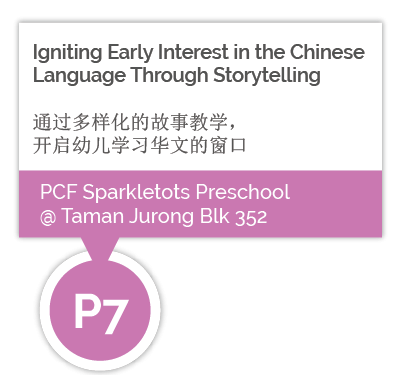 Igniting Early Interest in the Chinese
Language Through Storytelling
通过多样化的故事教学，
开启幼儿学习华文的窗口
PCF Sparkletots Preschool
@ Taman Jurong Blk 352
P7